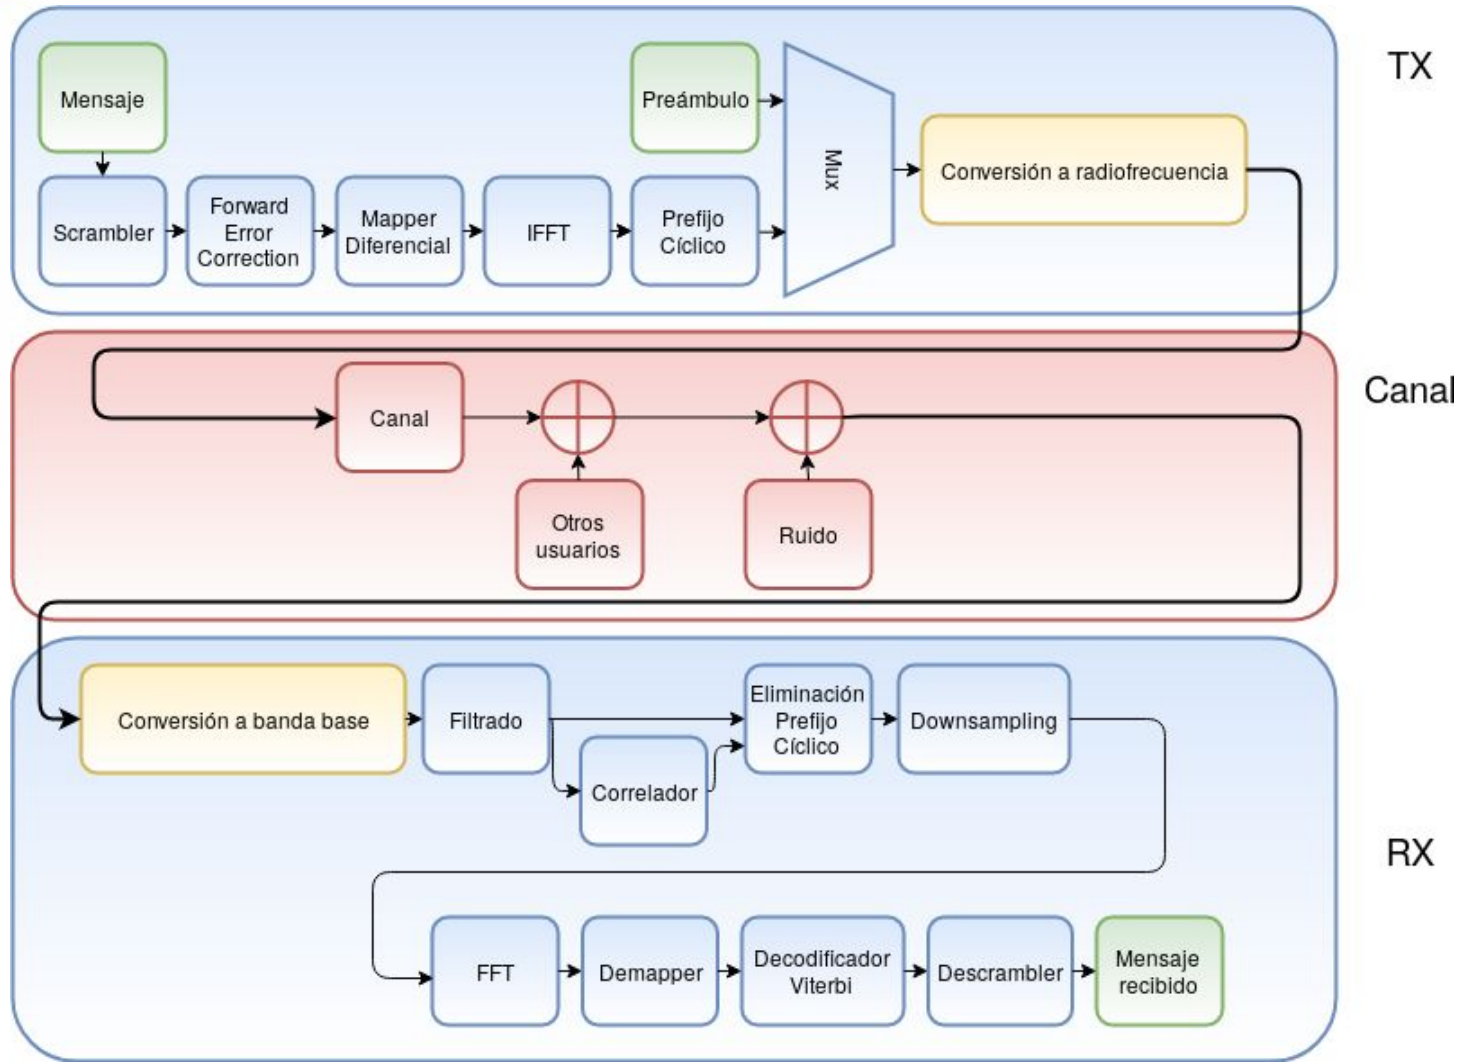 TX
Mensaje
Preámbulo
Mux
Conversión a radiofrecuencia
Scrambler
Forward
Error
Correction
Mapper
Diferencial
IFFT
Prefijo
Cíclico
Canal
Canal
Otros
usuarios
Ruido
RX
Conversión a banda base
Filtrado
Correlador
Eliminación
Prefijo
Cíclico
Downsampling
FFT
Demapper
Decodificador
Viterbi
Descrambler
Mensaje
recibido